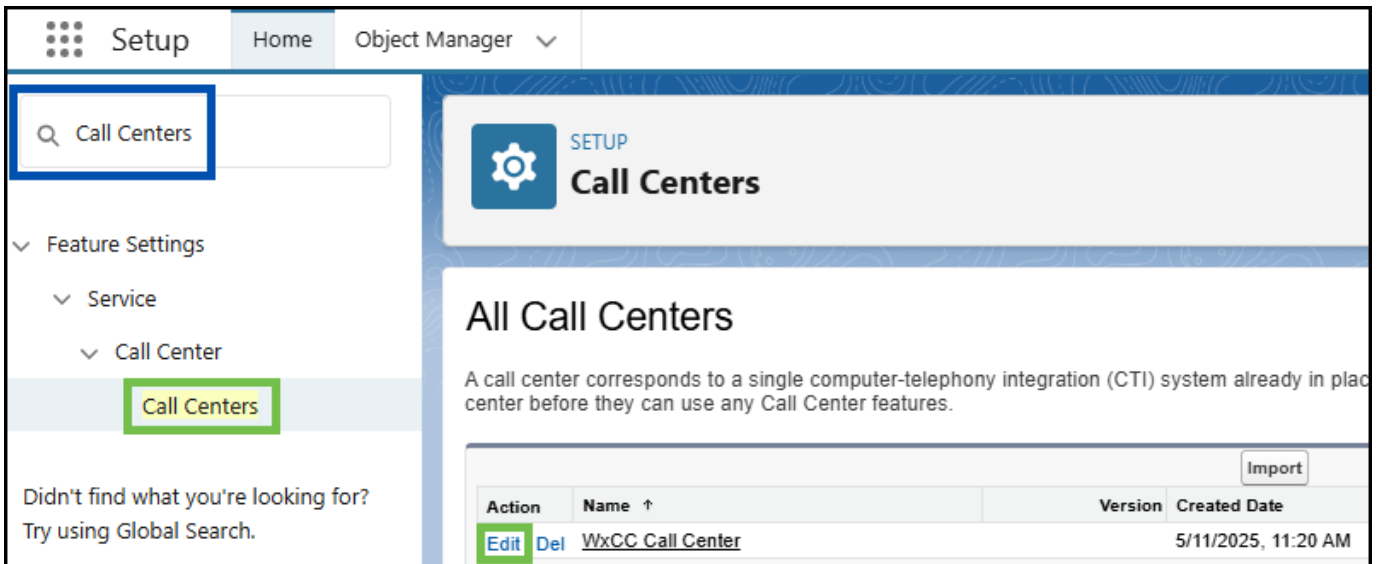 Setup
Home
Object Manager
Call Centers
Feature Settings
Service
Call Center
Call Centers
Didn't find what you're looking for?
Try using Global Search.
SETUP
Call Centers
All Call Centers
A call center corresponds to a single computer-telephony integration (CTI) system already in plac
center before they can use any Call Center features.
Import
Action Name ↑ Version Created Date
Edit Del WxCC Call Center 5/11/2025, 11:20 AM